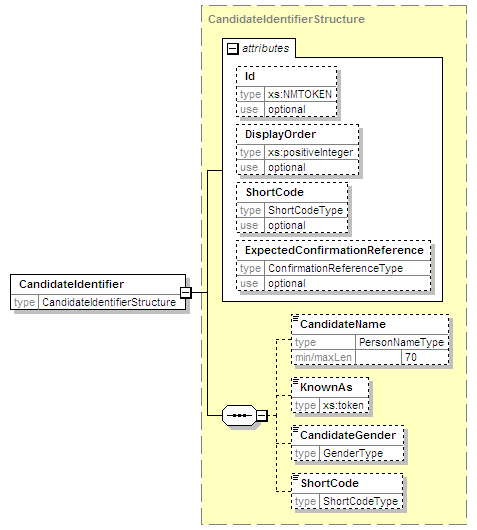 CandidateIdentifierStructure
attributes
Id
type xs:NMTOKEN
use optional
DisplayOrder
type xs:positiveInteger
use optional
ShortCode
type ShortCodeType
use optional
ExpectedConfirmationReference
type ConfirmationReferenceType
use optional
CandidateIdentifier
type CandidateIdentifierStructure
CandidateName
type PersonNameType
min/maxLen 70
KnownAs
type xs:token
CandidateGender
type GenderType
ShortCode
type ShortCodeType